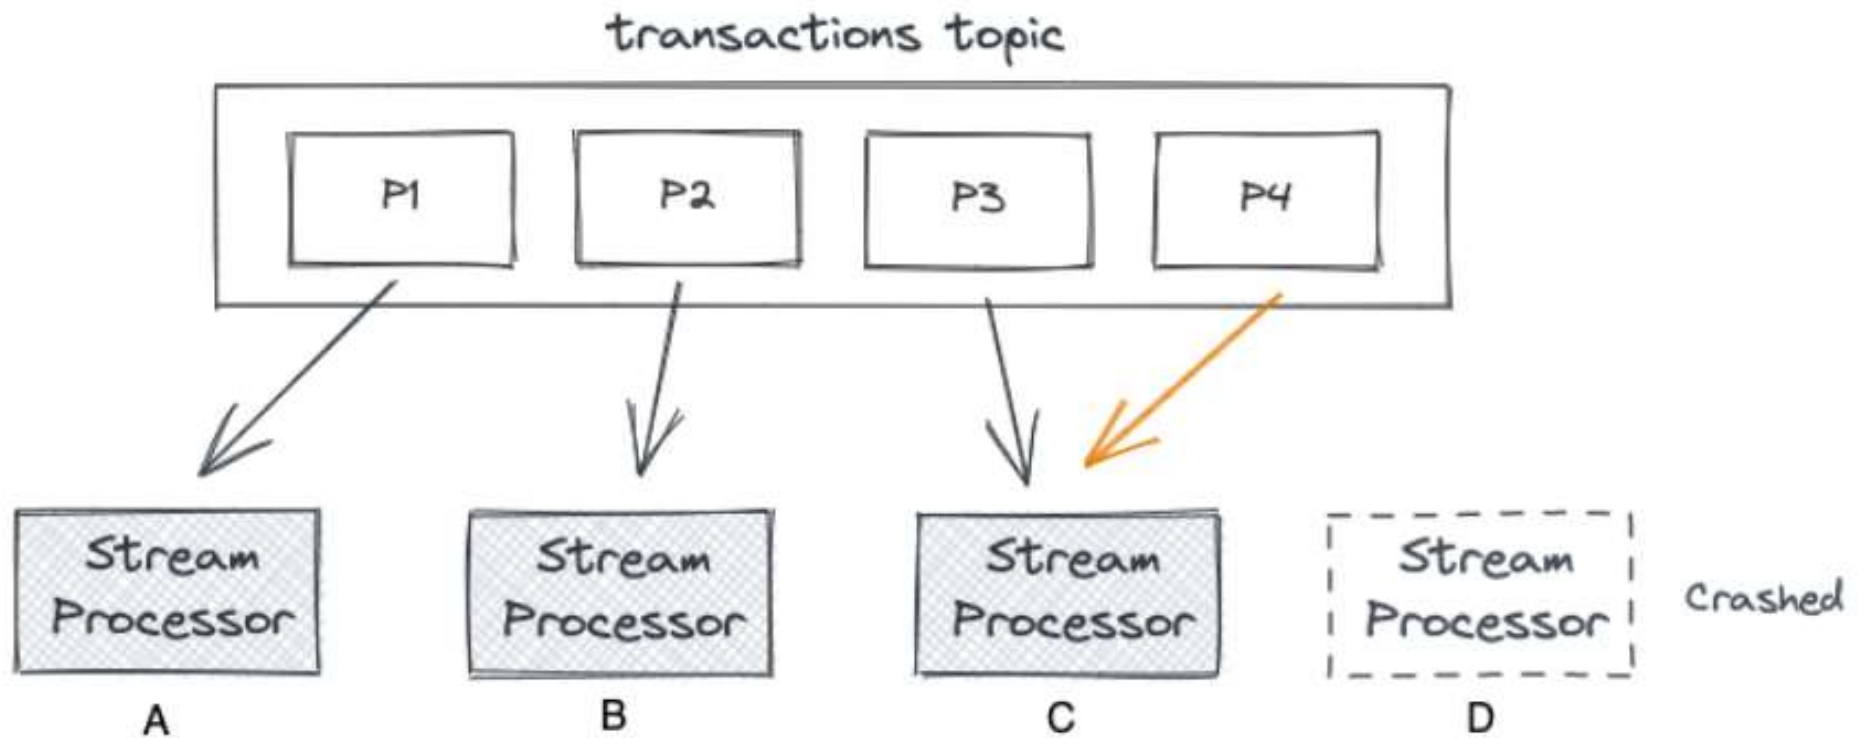 transactions topic
P1
P2
P3
P4
Stream
Processor
Stream
Processor
Stream
Processor
Stream
Processor
Crashed
A
B
C
D